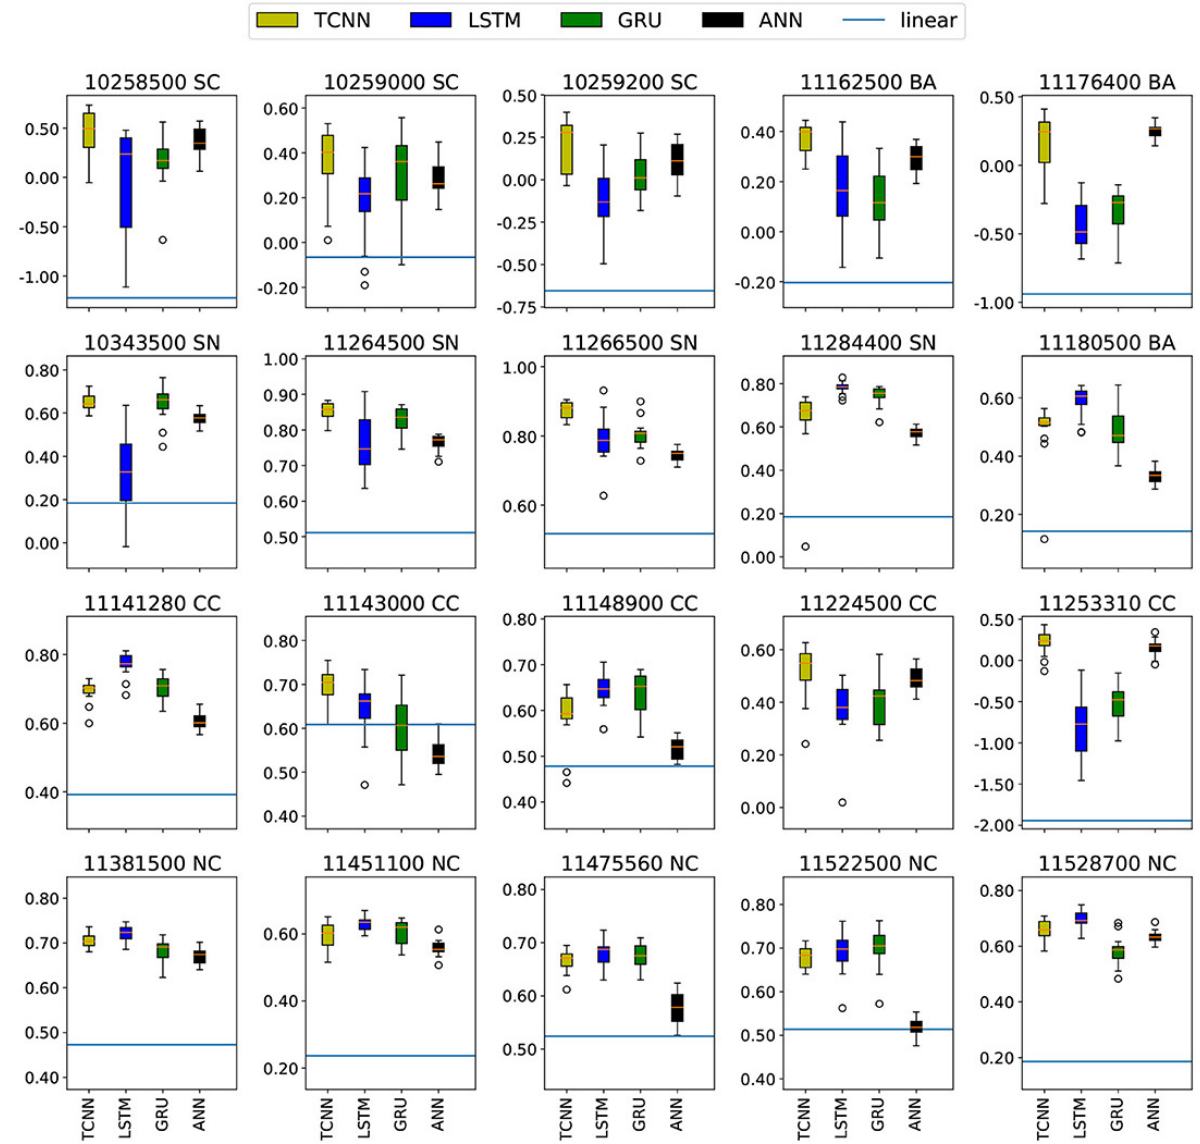 TCNN LSTM GRU ANN linear
10258500 SC 10259000 SC 10259200 SC 11162500 BA 11176400 BA
0.50 0.00 -0.50 -1.00
0.60 0.40 0.20 0.00 -0.20
0.50 0.25 0.00 -0.25 -0.50 -0.75
0.40 0.20 0.00 -0.20
0.50 0.00 -0.50 -1.00
10343500 SN 11264500 SN 11266500 SN 11284400 SN 11180500 BA
0.80 0.60 0.40 0.20 0.00
1.00 0.90 0.80 0.70 0.60 0.50
1.00 0.80 0.60
0.80 0.60 0.40 0.20 0.00
0.60 0.40 0.20
11141280 CC 11143000 CC 11148900 CC 11224500 CC 11253310 CC
0.80 0.60 0.40
0.80 0.70 0.60 0.50 0.40
0.80 0.70 0.60 0.50 0.40
0.60 0.40 0.20 0.00
0.50 0.00 -0.50 -1.00 -1.50 -2.00
11381500 NC 11451100 NC 11475560 NC 11522500 NC 11528700 NC
0.80 0.70 0.60 0.50 0.40
0.80 0.60 0.40 0.20
0.80 0.70 0.60 0.50
0.80 0.70 0.60 0.50 0.40
0.80 0.60 0.40 0.20
TCNN LSTM GRU ANN TCNN LSTM GRU ANN TCNN LSTM GRU ANN TCNN LSTM GRU ANN TCNN LSTM GRU ANN